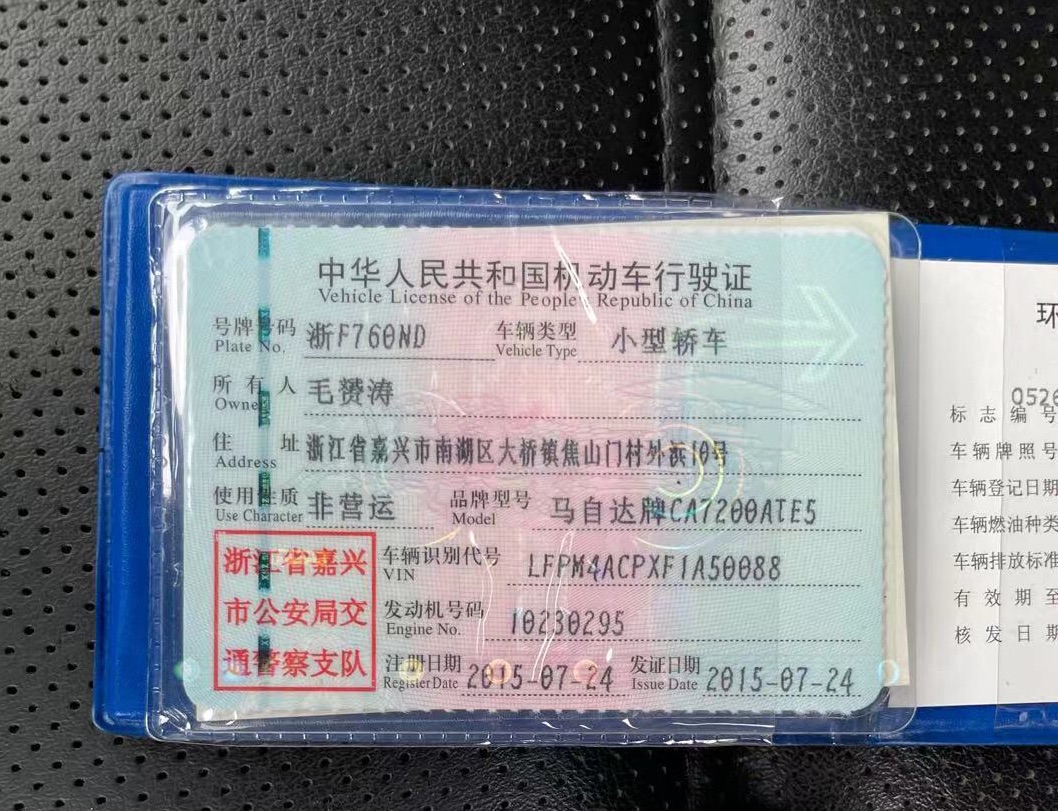 中华人民共和国机动车行驶证
Vehicle License of the People's Republic of China
号牌号码 浙F760ND 车辆类型 小型轿车
Plate No. Vehicle Type
所有人 毛赞涛
Owner
住址 浙江省嘉兴市南湖区大桥镇焦山门村外浜10号
Address
使用性质 非营运 品牌型号 马自达牌CA7200ATE5
Use Character Model
浙江省嘉兴
市公安局交
通警察支队
车辆识别代号 LFPM4ACPXF1A50088
VIN
发动机号码 10230295
Engine No.
注册日期 2015-07-24 发证日期 2015-07-24
Register Date Issue Date
环
Q526
标志编号
车辆牌照号
车辆登记日期
车辆燃油种类
车辆排放标准
有效期至
核发日期